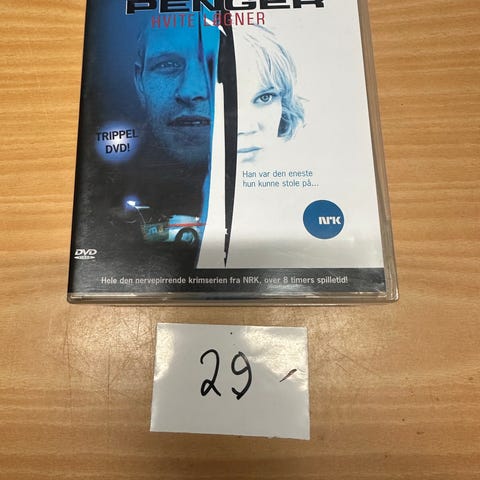 PENGER
HVITE LØGNER
TRIPPEL
DVD!
Han var den eneste
hun kunne stole på...
NRK
DVD
VIDEO
Hele den nervepirrende krimserien fra NRK, over 8 timers spilletid!
29,-